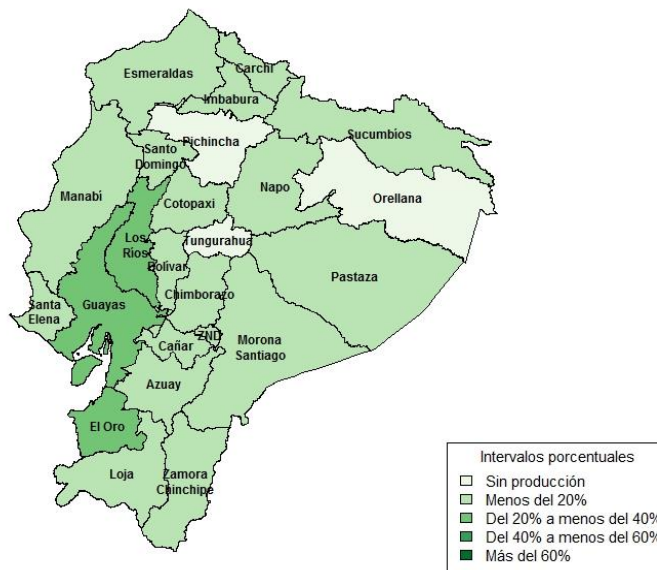 Esmeraldas
Carchi
Imbabura
Sucumbios
Pichincha
Santo
Domingo
Napo
Orellana
Manabí
Cotopaxi
Los
Rios
Tungurahua
Bolívar
Pastaza
Santa
Elena
Guayas
Chimborazo
ZND
Cañar
Morona
Santiago
Azuay
El Oro
Loja
Zamora
Chinchipe
Intervalos porcentuales
Sin producción
Menos del 20%
Del 20% a menos del 40%
Del 40% a menos del 60%
Más del 60%